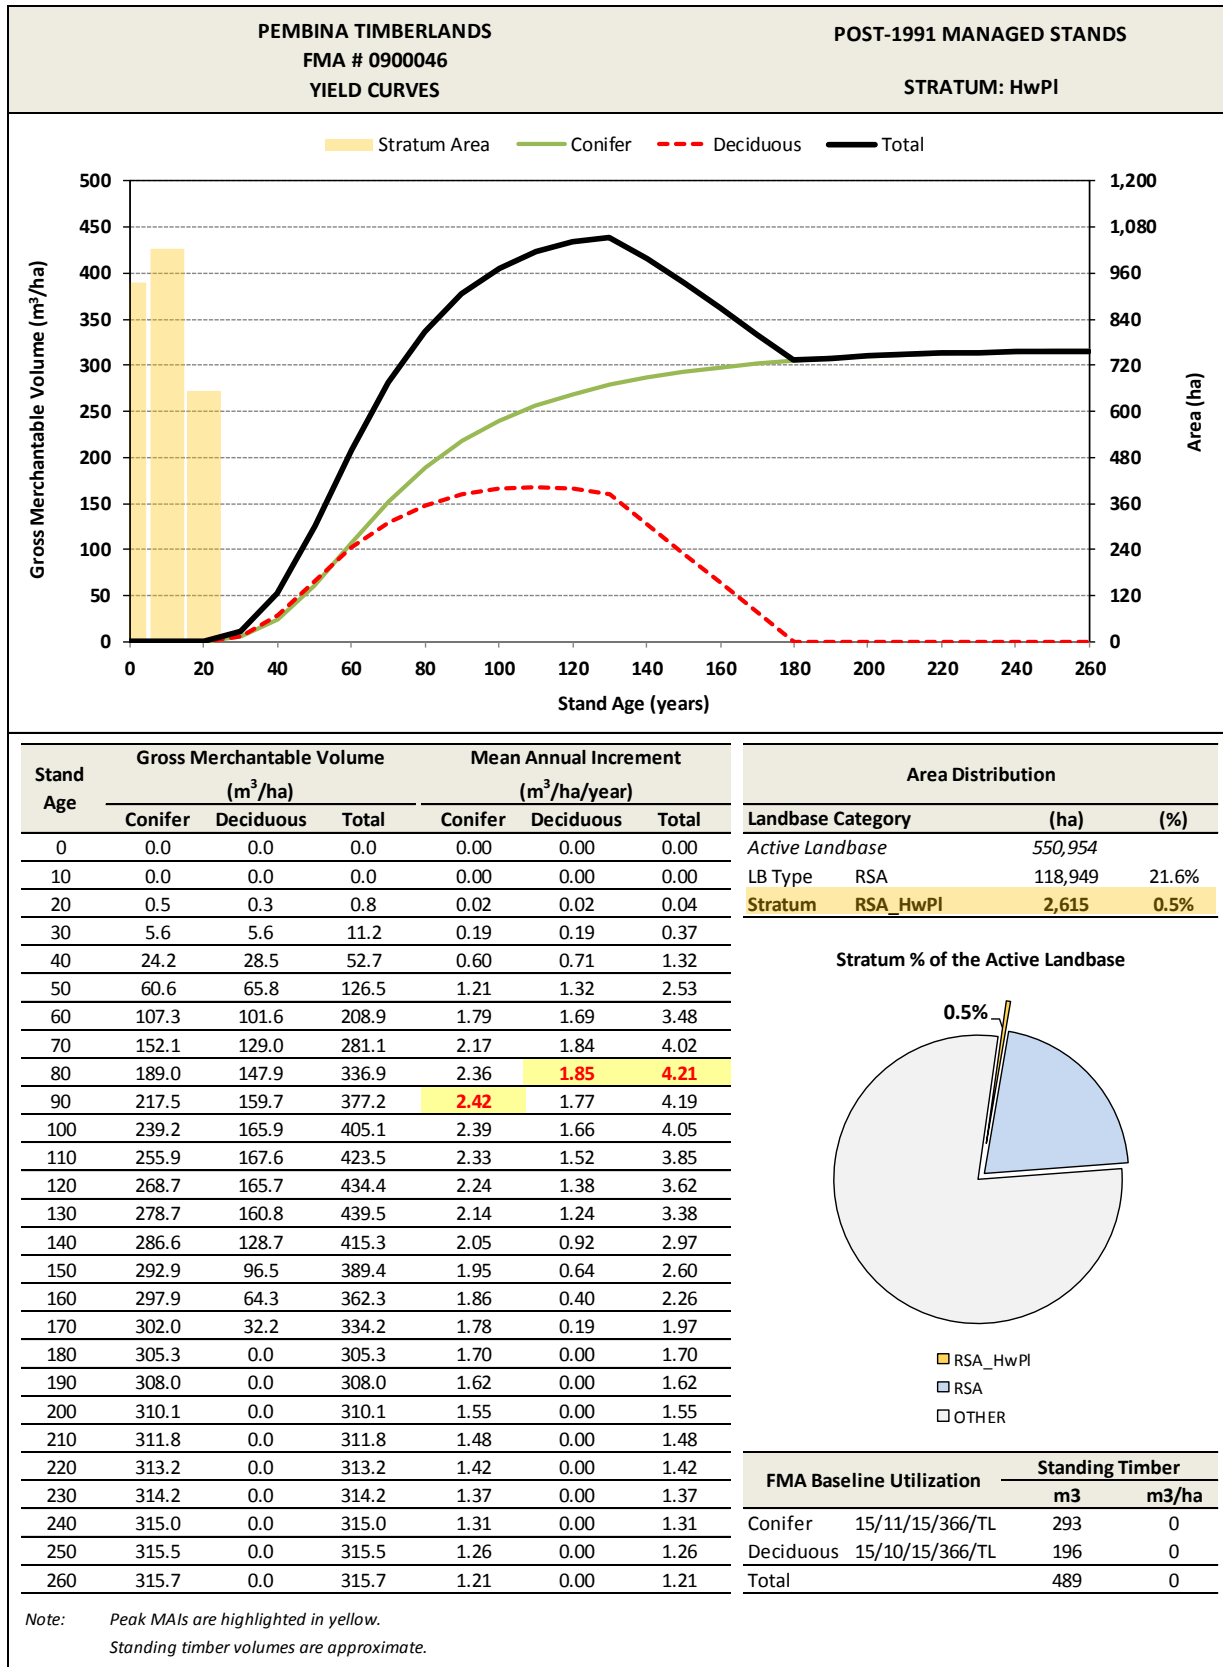 PEMBINA TIMBERLANDS
FMA # 0900046
YIELD CURVES
POST-1991 MANAGED STANDS
STRATUM: HwPl
Stratum Area Conifer Deciduous Total
Gross Merchantable Volume (m³/ha)
500
450
400
350
300
250
200
150
100
50
0
1,200
1,080
960
840
720
600
480
360
240
120
0
Area (ha)
0 20 40 60 80 100 120 140 160 180 200 220 240 260
Stand Age (years)
Stand Age Gross Merchantable Volume (m³/ha) Mean Annual Increment (m³/ha/year)
Conifer Deciduous Total Conifer Deciduous Total
0 0.0 0.0 0.0 0.00 0.00 0.00
10 0.0 0.0 0.0 0.00 0.00 0.00
20 0.5 0.3 0.8 0.02 0.02 0.04
30 5.6 5.6 11.2 0.19 0.19 0.37
40 24.2 28.5 52.7 0.60 0.71 1.32
50 60.6 65.8 126.5 1.21 1.32 2.53
60 107.3 101.6 208.9 1.79 1.69 3.48
70 152.1 129.0 281.1 2.17 1.84 4.02
80 189.0 147.9 336.9 2.36 1.85 4.21
90 217.5 159.7 377.2 2.42 1.77 4.19
100 239.2 165.9 405.1 2.39 1.66 4.05
110 255.9 167.6 423.5 2.33 1.52 3.85
120 268.7 165.7 434.4 2.24 1.38 3.62
130 278.7 160.8 439.5 2.14 1.24 3.38
140 286.6 128.7 415.3 2.05 0.92 2.97
150 292.9 96.5 389.4 1.95 0.64 2.60
160 297.9 64.3 362.3 1.86 0.40 2.26
170 302.0 32.2 334.2 1.78 0.19 1.97
180 305.3 0.0 305.3 1.70 0.00 1.70
190 308.0 0.0 308.0 1.62 0.00 1.62
200 310.1 0.0 310.1 1.55 0.00 1.55
210 311.8 0.0 311.8 1.48 0.00 1.48
220 313.2 0.0 313.2 1.42 0.00 1.42
230 314.2 0.0 314.2 1.37 0.00 1.37
240 315.0 0.0 315.0 1.31 0.00 1.31
250 315.5 0.0 315.5 1.26 0.00 1.26
260 315.7 0.0 315.7 1.21 0.00 1.21
Area Distribution
Landbase Category (ha) (%)
Active Landbase 550,954
LB Type RSA 118,949 21.6%
Stratum RSA_HwPl 2,615 0.5%
Stratum % of the Active Landbase
0.5%
RSA_HwPl
RSA
OTHER
FMA Baseline Utilization Standing Timber
m3 m3/ha
Conifer 15/11/15/366/TL 293 0
Deciduous 15/10/15/366/TL 196 0
Total 489 0
Note: Peak MAIs are highlighted in yellow.
Standing timber volumes are approximate.